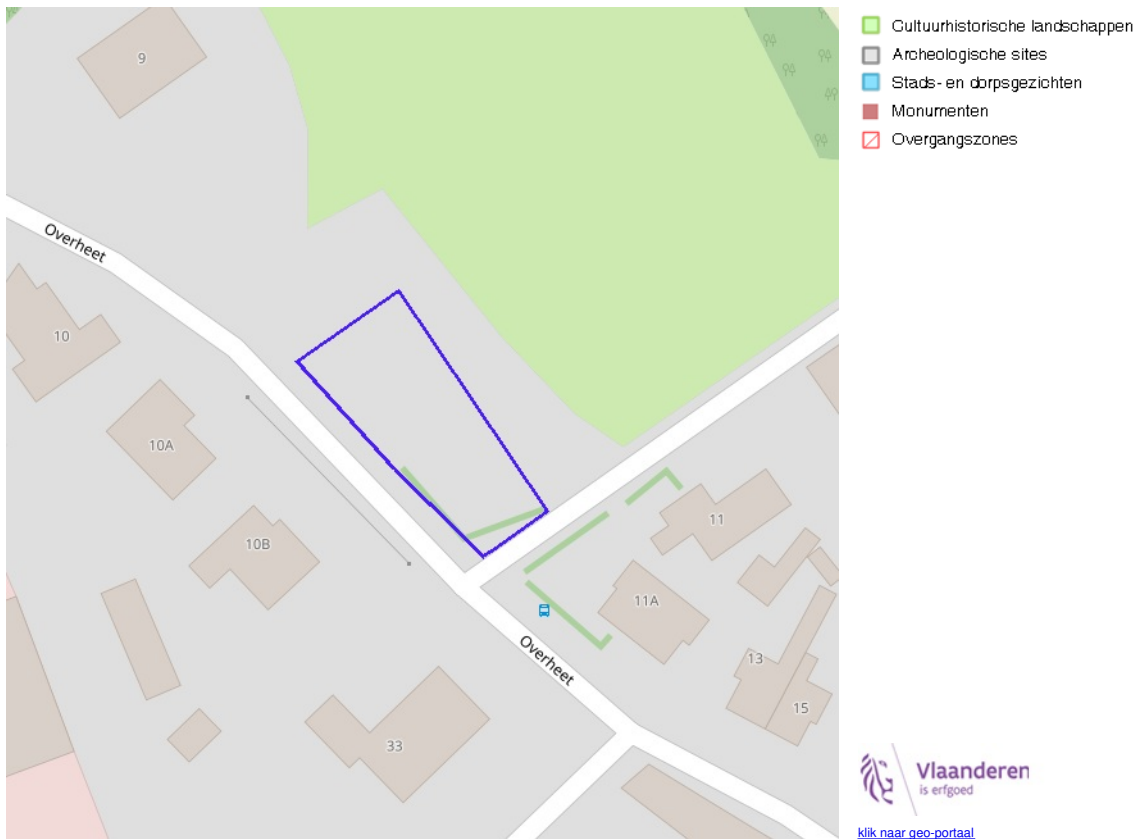 9
Overheet
10
10A
10B
11
11A
13
15
Overheet
33
Cultuurhistorische landschappen
Archeologische sites
Stads- en dorpsgezichten
Monumenten
Overgangszones
Vlaanderen
is erfgoed
klik naar geo-portaal